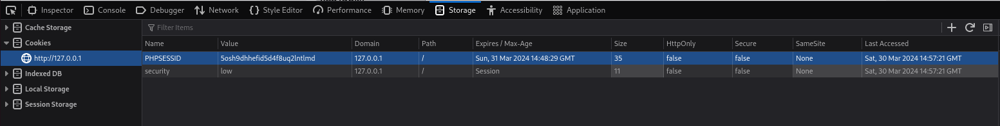 Inspector Console Debugger Network Style Editor Performance Memory Storage Accessibility Application
Cache Storage Filter Items
Cookies Name Value Domain Path Expires / Max-Age Size HttpOnly Secure SameSite Last Accessed
http://127.0.0.1 PHPSESSID 5osh9dhhefid5d4f8uq2lntlmd 127.0.0.1 / Sun, 31 Mar 2024 14:48:29 GMT 35 false false None Sat, 30 Mar 2024 14:57:21 GMT
Indexed DB security low 127.0.0.1 / Session 11 false false None Sat, 30 Mar 2024 14:57:21 GMT
Local Storage
Session Storage